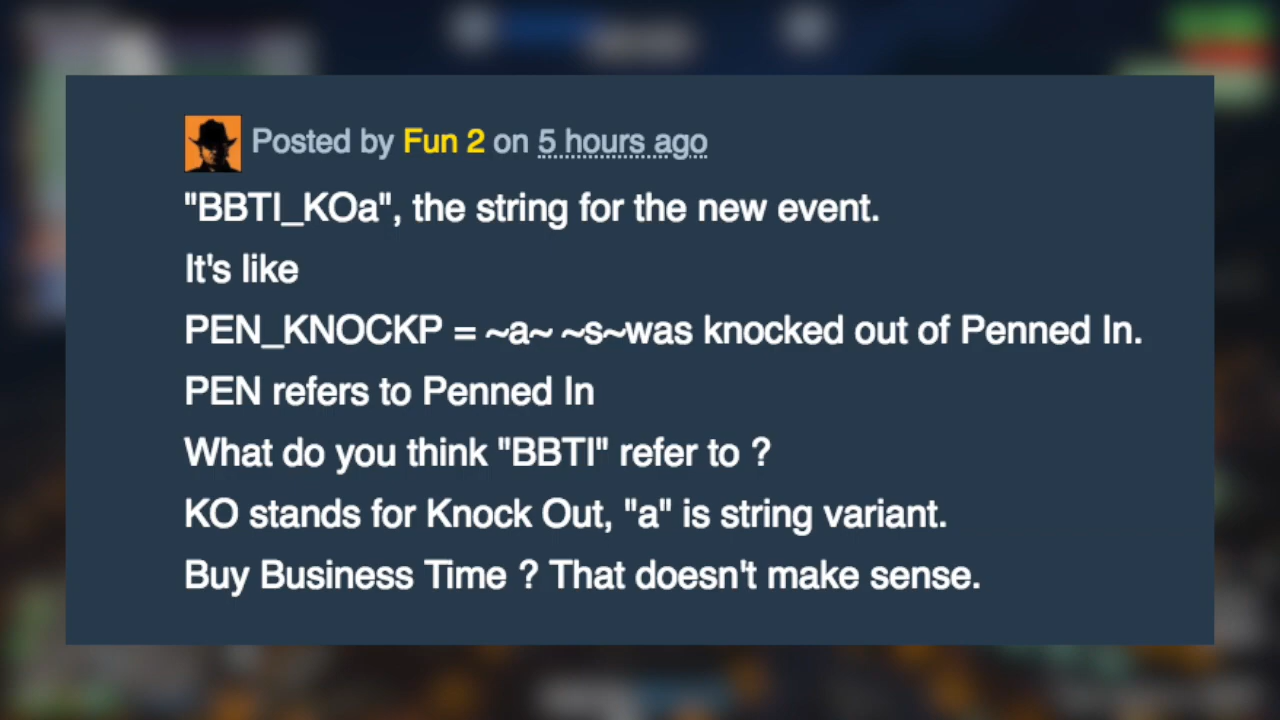 Posted by Fun 2 on 5 hours ago
"BBTI_KOa", the string for the new event.
It's like
PEN_KNOCKP = ~a~ ~s~was knocked out of Penned In.
PEN refers to Penned In
What do you think "BBTI" refer to ?
KO stands for Knock Out, "a" is string variant.
Buy Business Time ? That doesn't make sense.